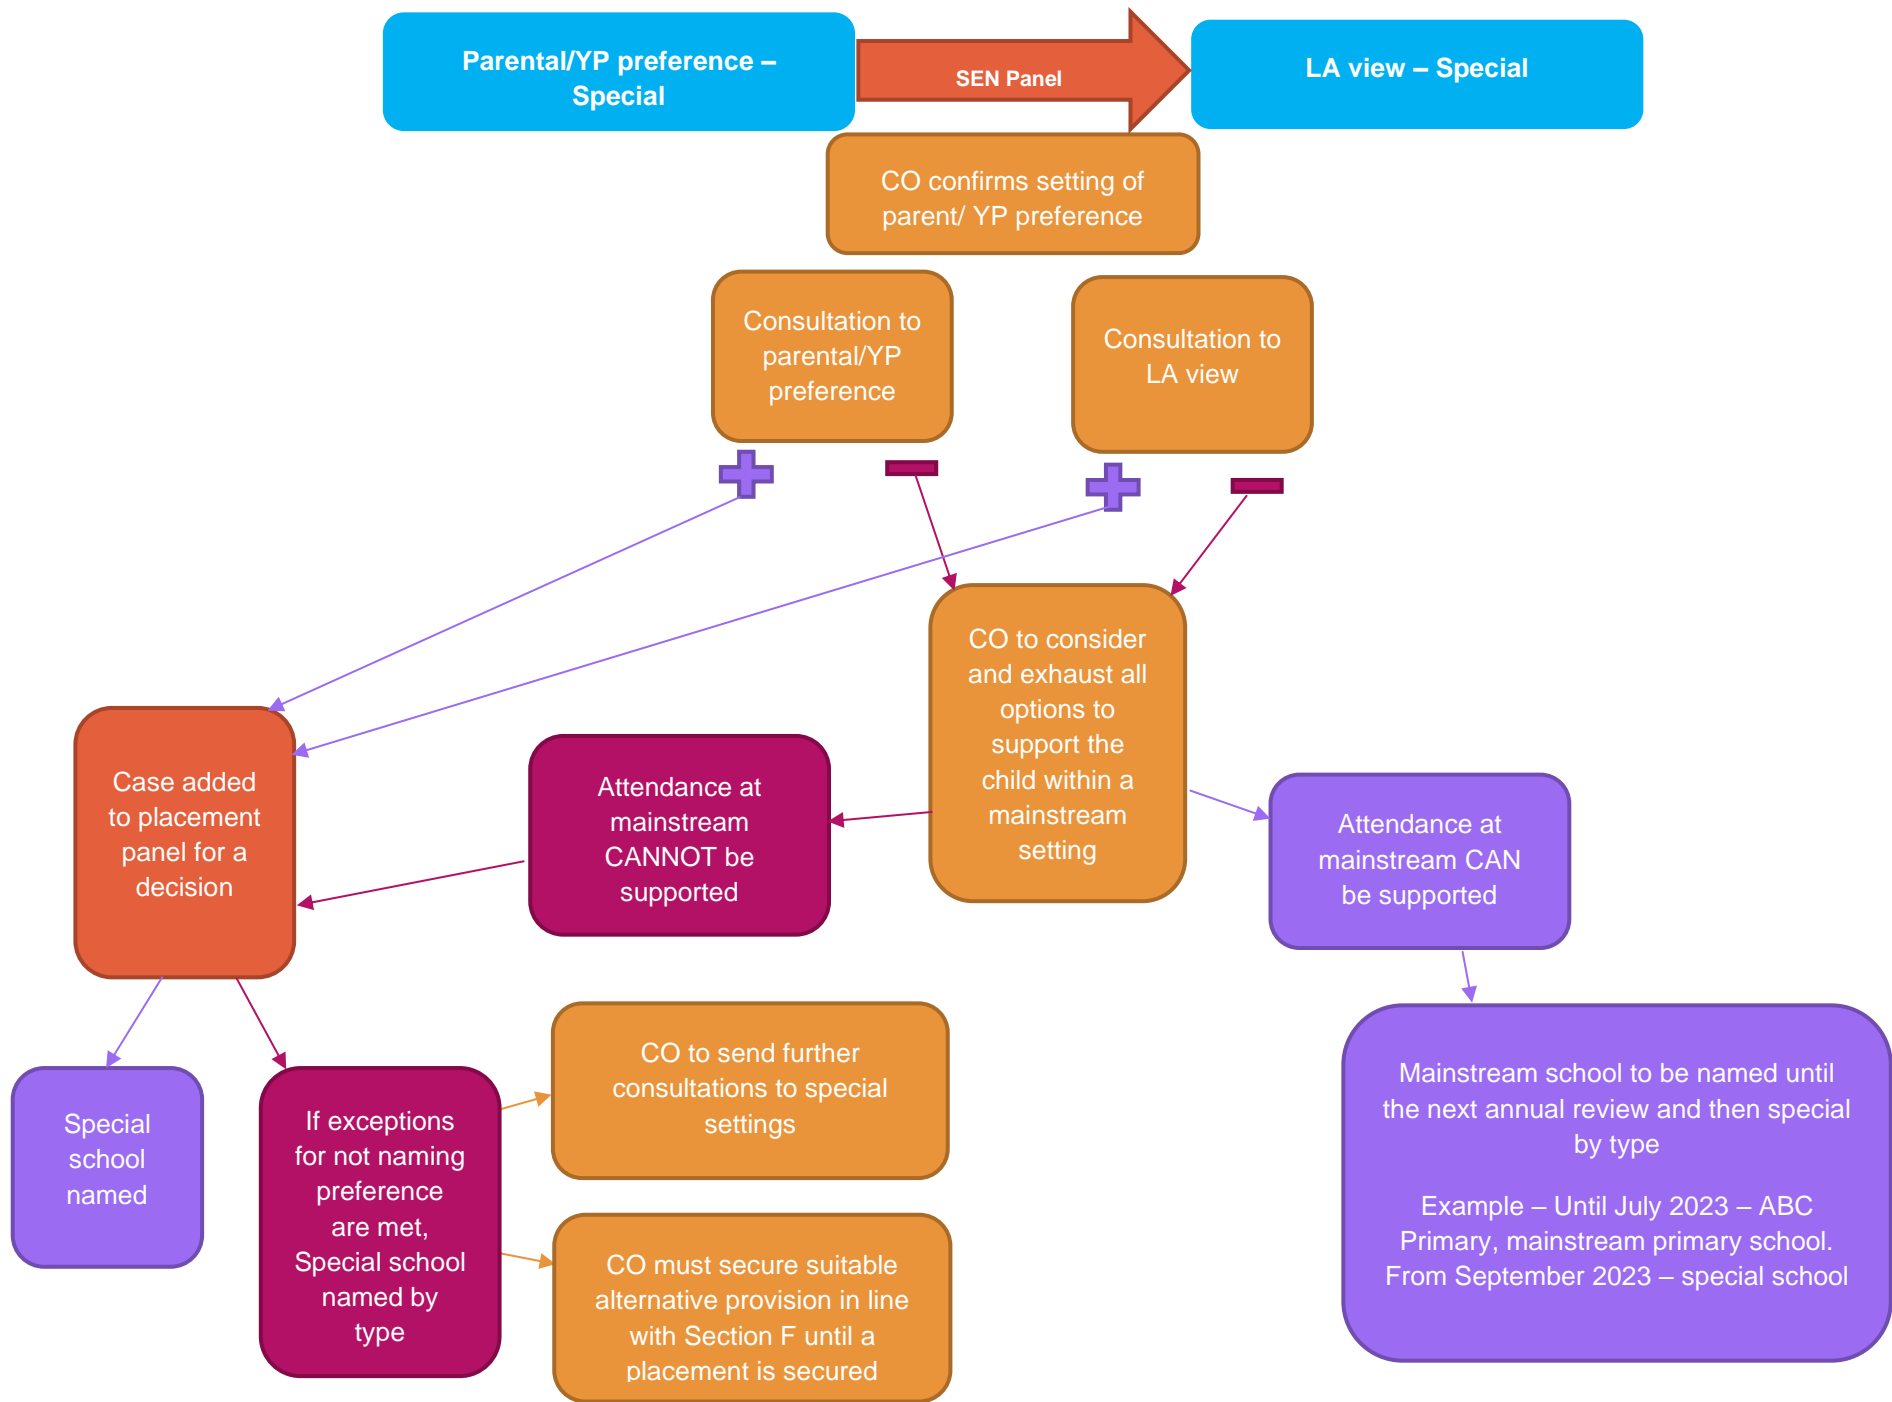 Parental/YP preference –
Special
SEN Panel
LA view – Special
CO confirms setting of
parent/ YP preference
Consultation to
parental/YP
preference
Consultation to
LA view
CO to consider
and exhaust all
options to
support the
child within a
mainstream
setting
Case added
to placement
panel for a
decision
Attendance at
mainstream
CANNOT be
supported
Attendance at
mainstream CAN
be supported
Special
school
named
If exceptions
for not naming
preference
are met,
Special school
named by
type
CO to send further
consultations to special
settings
CO must secure suitable
alternative provision in line
with Section F until a
placement is secured
Mainstream school to be named until
the next annual review and then special
by type
Example – Until July 2023 – ABC
Primary, mainstream primary school.
From September 2023 – special school